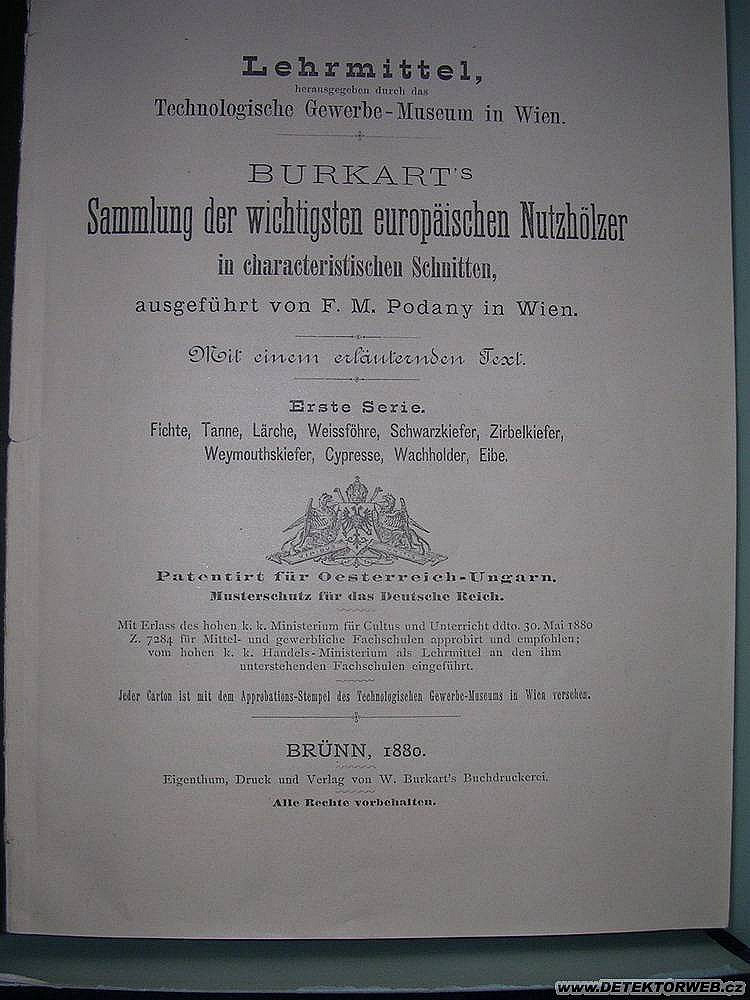 Lehrmittel,
herausgegeben durch das
Technologische Gewerbe-Museum in Wien.
BURKART's
Sammlung der wichtigsten europäischen Nutzhölzer
in characteristischen Schnitten,
ausgeführt von F. M. Podany in Wien.
Mit einem erläuternden Text.
Erste Serie.
Fichte, Tanne, Lärche, Weissföhre, Schwarzkiefer, Zirbelkiefer,
Weymouthskiefer, Cypresse, Wachholder, Eibe.
Patentirt für Oesterreich-Ungarn.
Musterschutz für das Deutsche Reich.
Mit Erlass des hohen k. k. Ministerium für Cultus und Unterricht ddto. 30. Mai 1880
Z. 7284 für Mittel- und gewerbliche Fachschulen approbirt und empfohlen;
vom hohen k. k. Handels-Ministerium als Lehrmittel an den ihm
unterstehenden Fachschulen eingeführt.
Jeder Carton ist mit dem Approbations-Stempel des Technologischen Gewerbe-Museums in Wien versehen.
BRÜNN, 1880.
Eigenthum, Druck und Verlag von W. Burkart's Buchdruckerei.
Alle Rechte vorbehalten.
www.DETEKTORWEB.cz